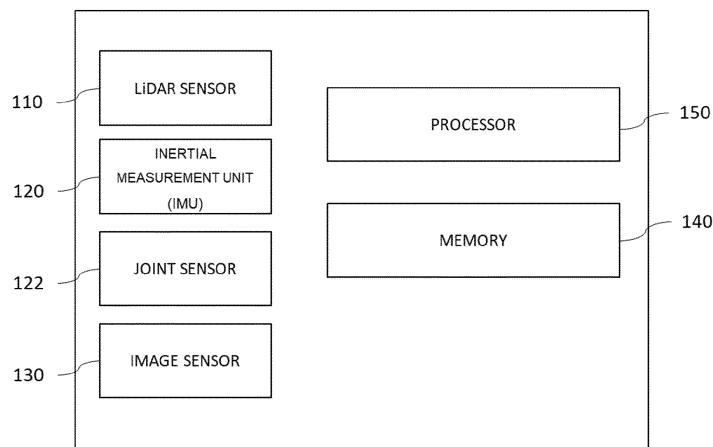 110
LiDAR SENSOR
120
INERTIAL
MEASUREMENT UNIT
(IMU)
122
JOINT SENSOR
130
IMAGE SENSOR
PROCESSOR
150
MEMORY
140